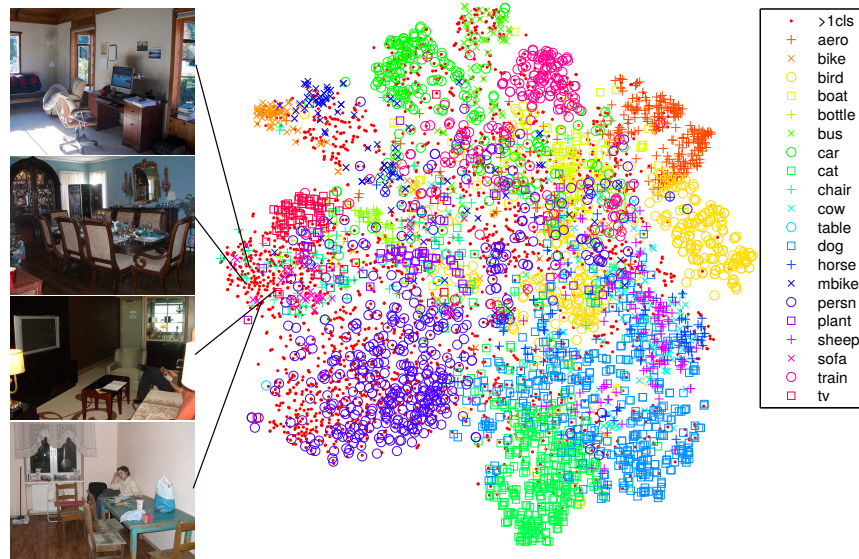 >1cls
aero
bike
bird
boat
bottle
bus
car
cat
chair
cow
table
dog
horse
mbike
persn
plant
sheep
sofa
train
tv